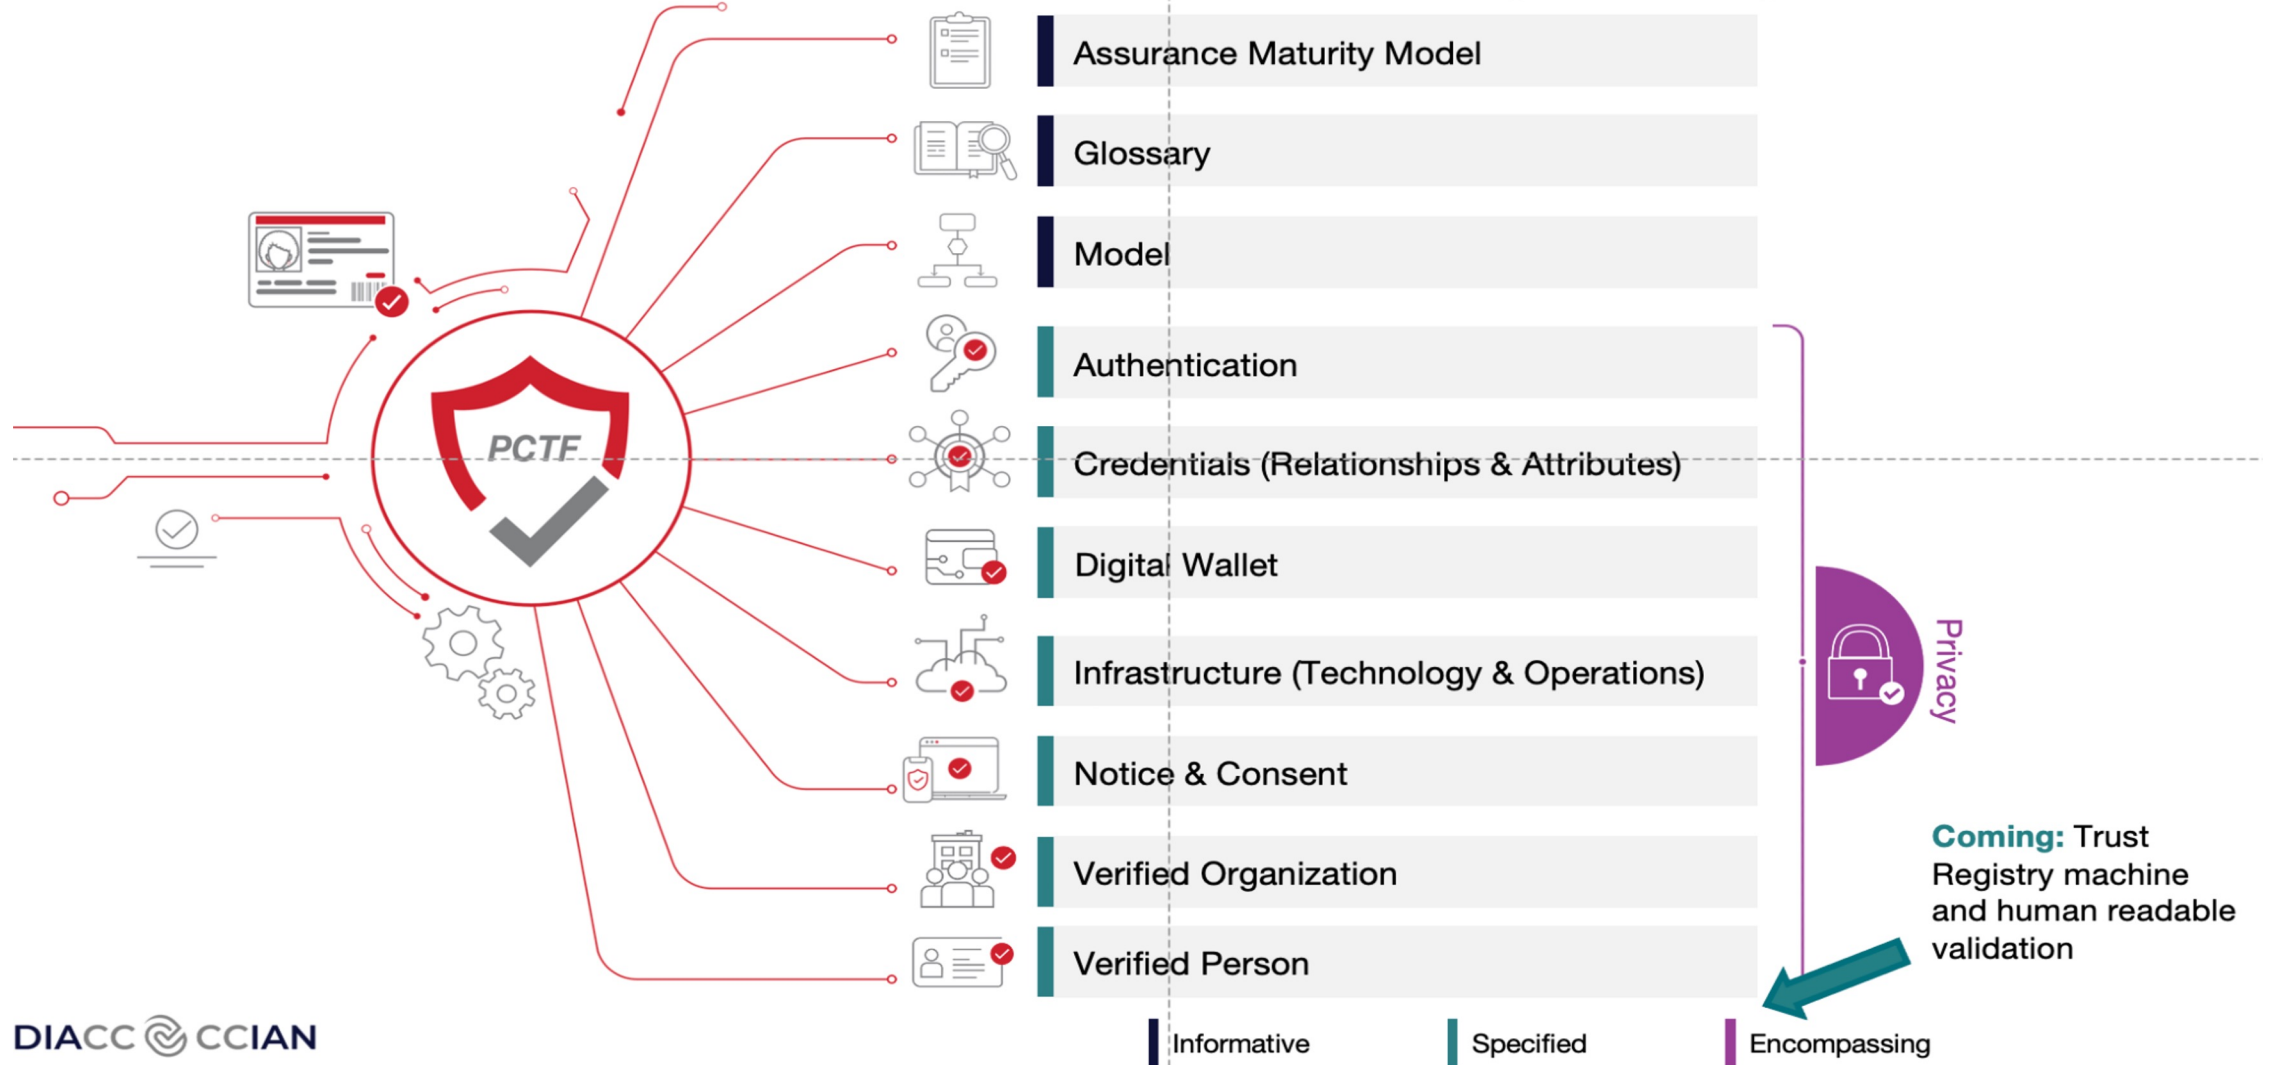 Assurance Maturity Model
Glossary
Model
Authentication
PCTF
Credentials (Relationships & Attributes)
Digital Wallet
Infrastructure (Technology & Operations)
Privacy
Notice & Consent
Verified Organization
Verified Person
Coming: Trust
Registry machine
and human readable
validation
DIACC CCIAN
Informative
Specified
Encompassing